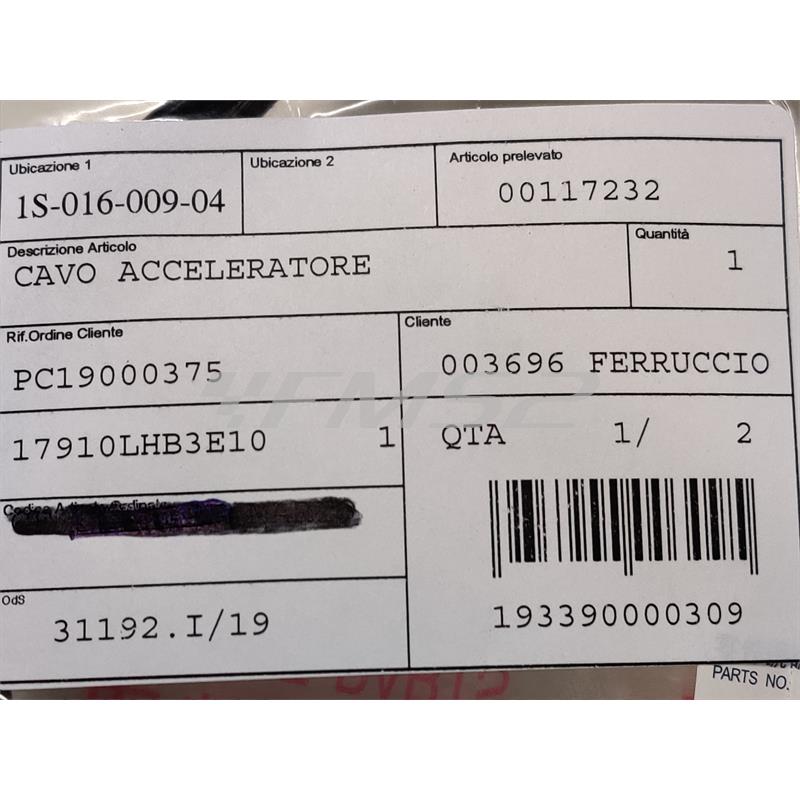 Ubicazione 1
1S-016-009-04
Ubicazione 2
Articolo prelevato
00117232
Descrizione Articolo
CAVO ACCELERATORE
Quantità
1
Rif.Ordine Cliente
PC19000375
Cliente
003696 FERRUCCIO
17910LHB3E10 1
QTA 1/ 2
OdS
31192.I/19
193390000309
PARTS NO.
FMS2